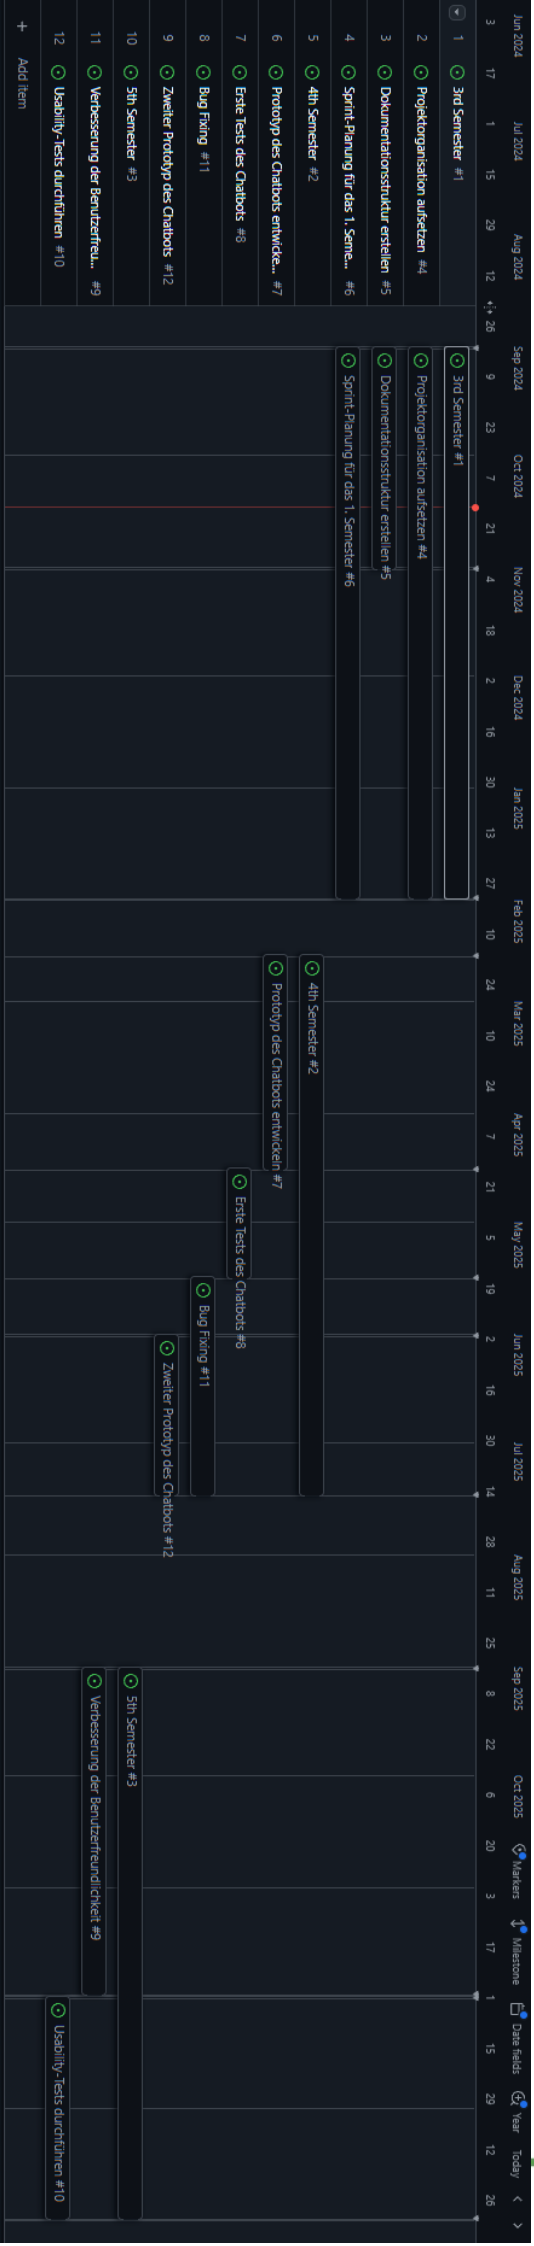 Jun 2024 Jul 2024 Aug 2024 Sep 2024 Oct 2024 Nov 2024 Dec 2024 Jan 2025 Feb 2025 Mar 2025 Apr 2025 May 2025 Jun 2025 Jul 2025 Aug 2025 Sep 2025 Oct 2025 Markers Milestone Date fields Year Today
3 17 1 15 29 12 26 9 23 7 21 4 18 2 16 30 13 27 10 24 10 24 7 21 5 19 2 16 30 14 28 11 25 8 22 6 20 3 17 1 15 29 12 26
1 3rd Semester #1 3rd Semester #1
2 Projektorganisation aufsetzen #4 Projektorganisation aufsetzen #4
3 Dokumentationsstruktur erstellen #5 Dokumentationsstruktur erstellen #5
4 Sprint-Planung für das 1. Seme... #6 Sprint-Planung für das 1. Semester #6
5 4th Semester #2 4th Semester #2
6 Prototyp des Chatbots entwicke... #7 Prototyp des Chatbots entwickeln #7
7 Erste Tests des Chatbots #8 Erste Tests des Chatbots #8
8 Bug Fixing #11 Bug Fixing #11
9 Zweiter Prototyp des Chatbots #12 Zweiter Prototyp des Chatbots #12
10 5th Semester #3 5th Semester #3
11 Verbesserung der Benutzerfreu... #9 Verbesserung der Benutzerfreundlichkeit #9
12 Usability-Tests durchführen #10 Usability-Tests durchführen #10
+ Add item